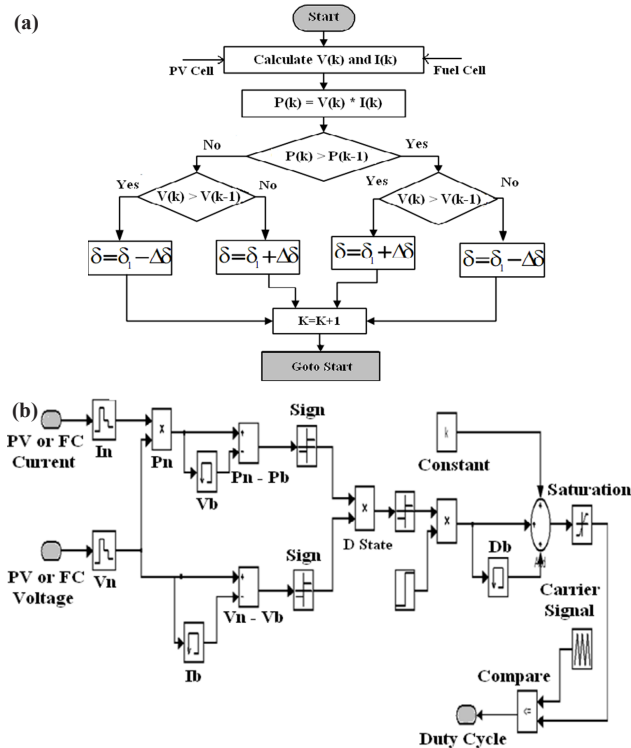 (a)
Start
Calculate V(k) and I(k)
PV Cell
Fuel Cell
P(k) = V(k) * I(k)
No
Yes
P(k) > P(k-1)
Yes
No
Yes
No
V(k) > V(k-1)
V(k) > V(k-1)
δ=δ₁−Δδ
δ=δ₁+Δδ
δ=δ₁+Δδ
δ=δ₁−Δδ
K=K+1
Goto Start
(b)
Sign
PV or FC
Current
In
x
Pn
Vb
Pn - Pb
k
Constant
Saturation
x
D State
x
Db
PV or FC
Voltage
Vn
Sign
Vn - Vb
Ib
Carrier
Signal
Compare
Duty Cycle